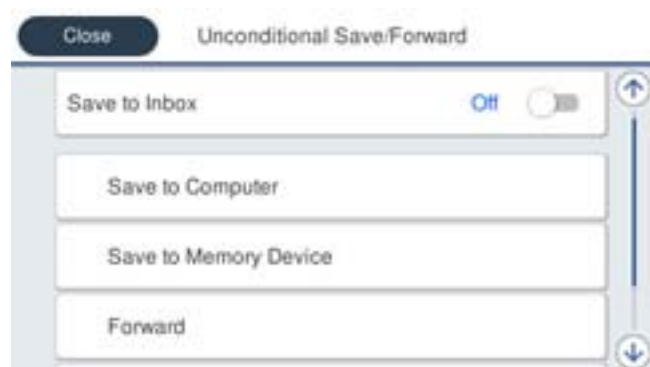 Close
Unconditional Save/Forward
Save to Inbox
Off
Save to Computer
Save to Memory Device
Forward